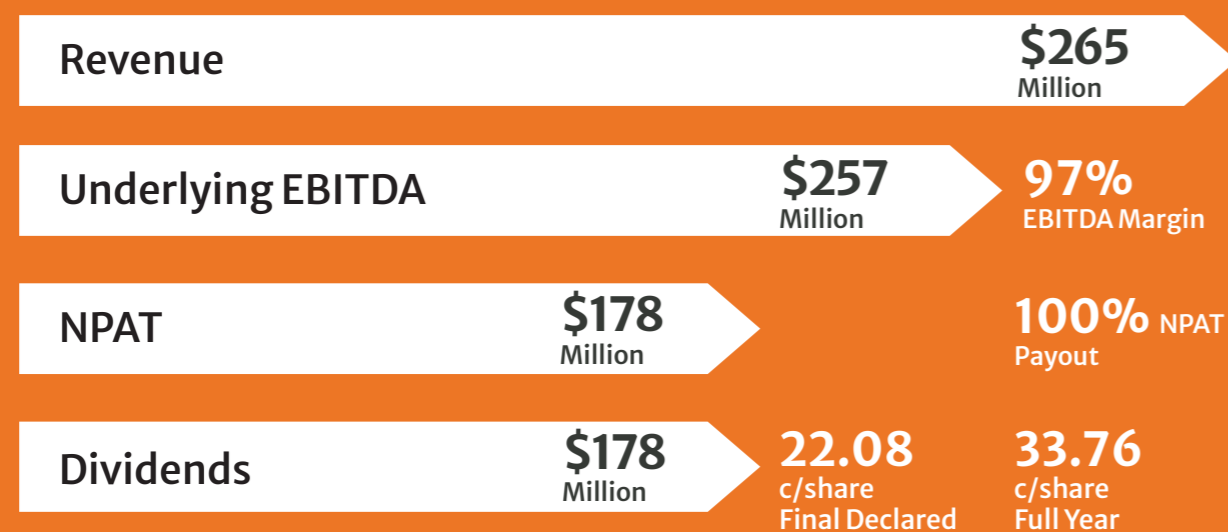 Revenue
$265
Million
Underlying EBITDA
$257
Million
97%
EBITDA Margin
NPAT
$178
Million
100% NPAT
Payout
Dividends
$178
Million
22.08
c/share
Final Declared
33.76
c/share
Full Year